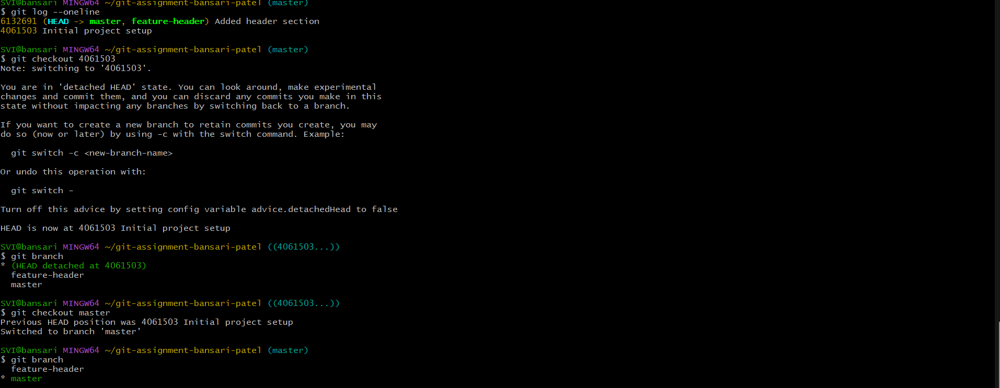 SVI@bansari MINGW64 ~/git-assignment-bansari-patel (master)
$ git log --oneline
6132691 (HEAD -> master, feature-header) Added header section
4061503 Initial project setup
SVI@bansari MINGW64 ~/git-assignment-bansari-patel (master)
$ git checkout 4061503
Note: switching to '4061503'.
You are in 'detached HEAD' state. You can look around, make experimental
changes and commit them, and you can discard any commits you make in this
state without impacting any branches by switching back to a branch.
If you want to create a new branch to retain commits you create, you may
do so (now or later) by using -c with the switch command. Example:
  git switch -c <new-branch-name>
Or undo this operation with:
  git switch -
Turn off this advice by setting config variable advice.detachedHead to false
HEAD is now at 4061503 Initial project setup
SVI@bansari MINGW64 ~/git-assignment-bansari-patel ((4061503...))
$ git branch
* (HEAD detached at 4061503)
  feature-header
  master
SVI@bansari MINGW64 ~/git-assignment-bansari-patel ((4061503...))
$ git checkout master
Previous HEAD position was 4061503 Initial project setup
Switched to branch 'master'
SVI@bansari MINGW64 ~/git-assignment-bansari-patel (master)
$ git branch
  feature-header
* master